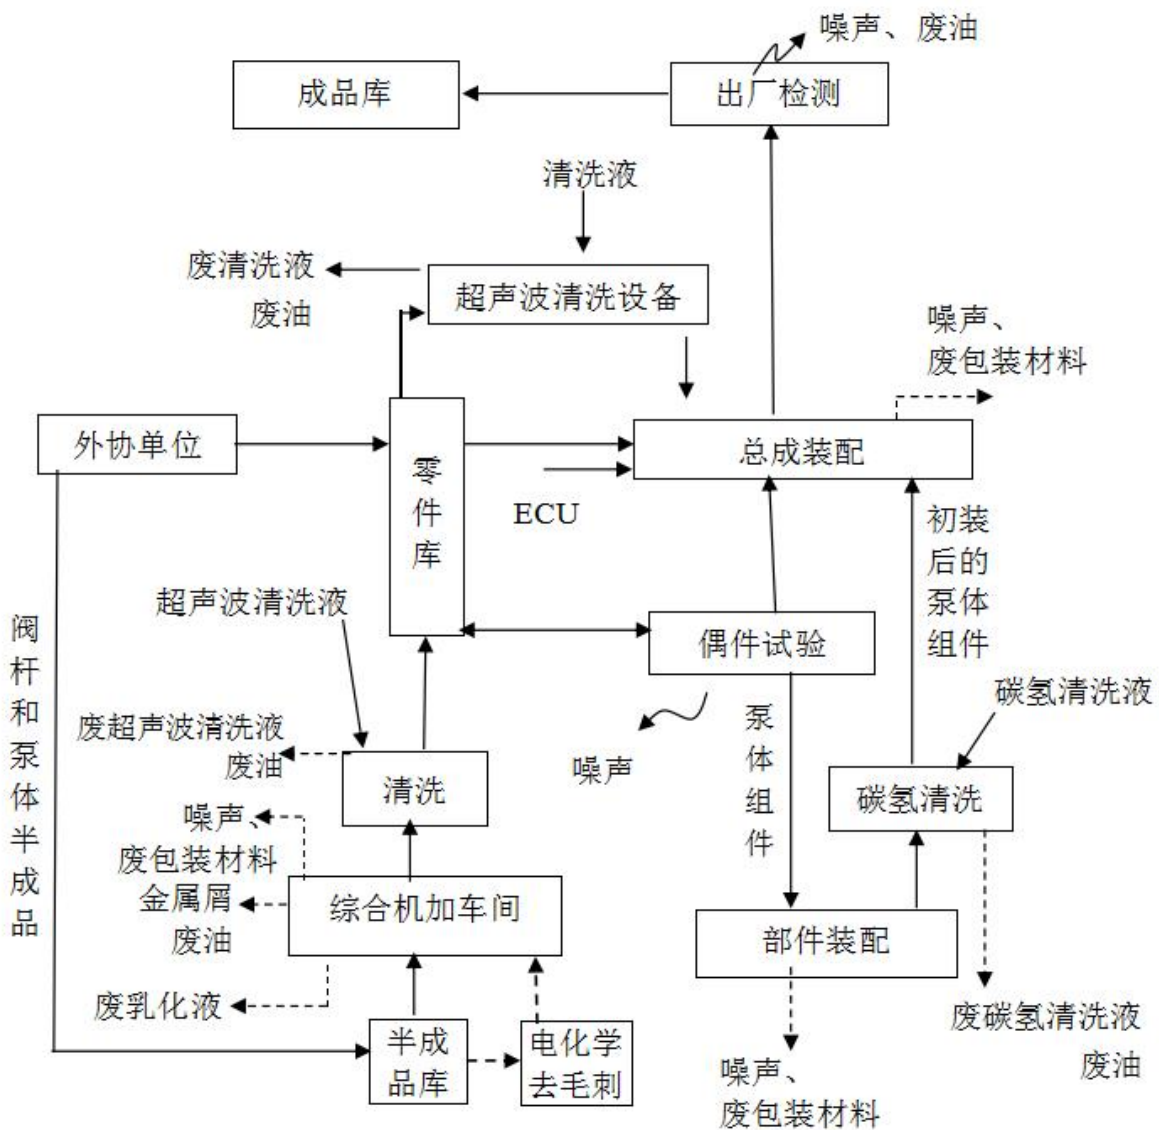 噪声、废油
成品库
出厂检测
清洗液
废清洗液
废油
超声波清洗设备
噪声、
废包装材料
外协单位
零件库
总成装配
ECU
初装
后的
泵体
组件
超声波清洗液
阀杆和泵体半成品
偶件试验
碳氢清洗液
废超声波清洗液
废油
噪声
泵体组件
清洗
碳氢清洗
噪声、
废包装材料
金属屑
废油
综合机加车间
部件装配
废乳化液
废碳氢清洗液
废油
半成
品库
电化学
去毛刺
噪声、
废包装材料